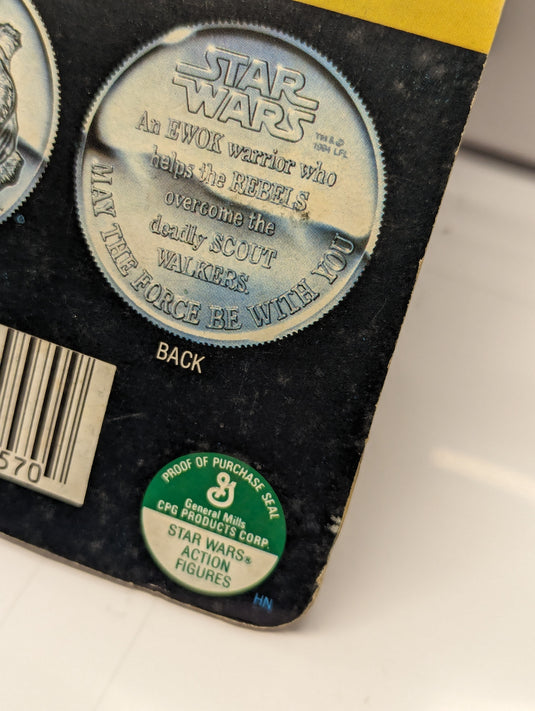 STAR
WARS
TM & ©
1984 LFL
An EWOK warrior who
helps the REBELS
overcome the
deadly SCOUT
WALKERS.
MAY THE FORCE BE WITH YOU
®
BACK
570
PROOF OF PURCHASE SEAL
General Mills
CPG PRODUCTS CORP.
STAR WARS®
ACTION
FIGURES
HN